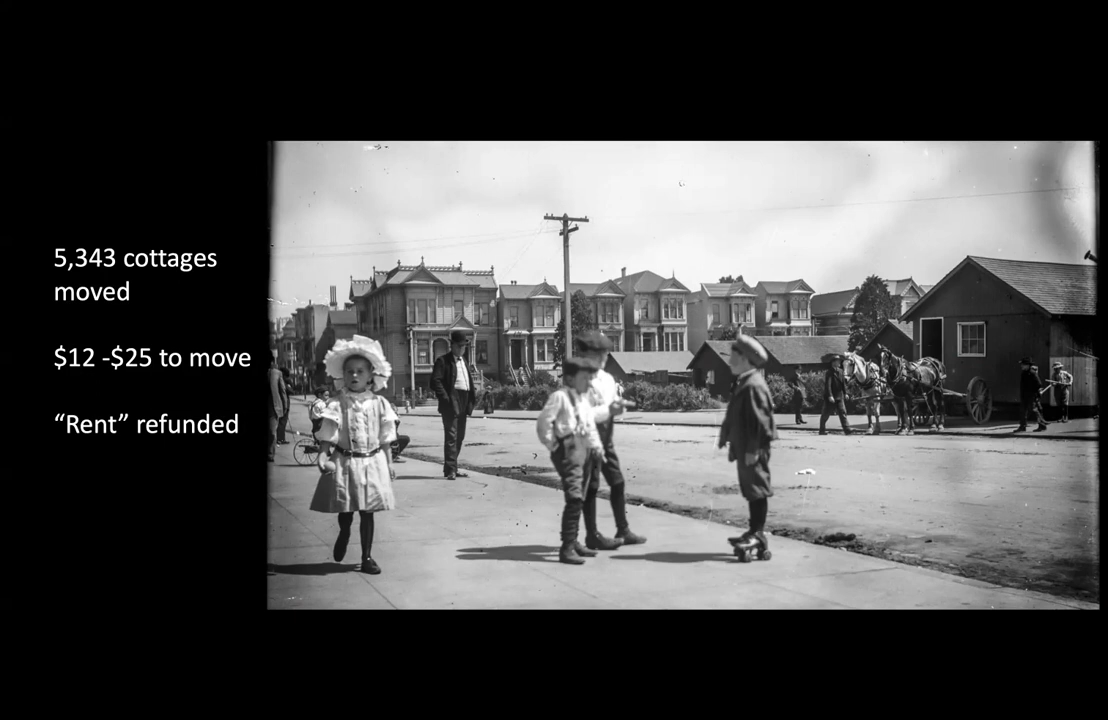 5,343 cottages
moved
$12 -$25 to move
“Rent” refunded